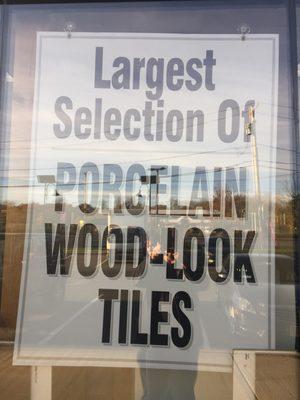 Largest
Selection Of
PORCELAIN
WOOD-LOOK
TILES